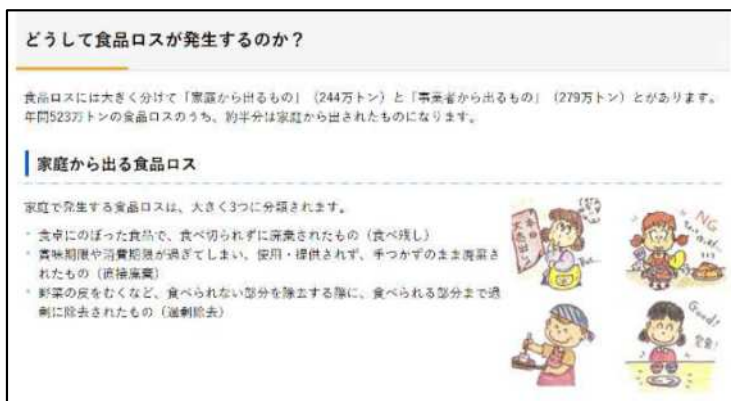 どうして食品ロスが発生するのか？
食品ロスには大きく分けて「家庭から出るもの」（244万トン）と「事業者から出るもの」（279万トン）とがあります。
年間523万トンの食品ロスのうち、約半分は家庭から出されたものになります。
家庭から出る食品ロス
家庭で発生する食品ロスは、大きく3つに分類されます。
食卓にのぼった食品で、食べ切られずに廃棄されたもの（食べ残し）
賞味期限や消費期限が過ぎてしまい、使用・提供されず、手つかずのまま廃棄さ
れたもの（直接廃棄）
野菜の皮をむくなど、食べられない部分を除去する際に、食べられる部分まで過
剰に除去されたもの（過剰除去）
NG
Good!
完食!